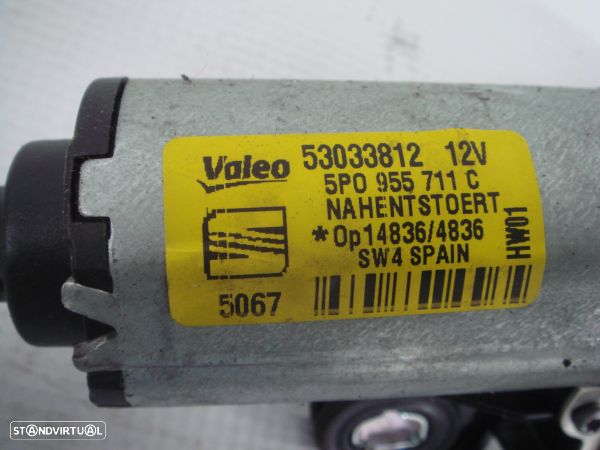 Valeo 53033812 12V
5P0 955 711 C
NAHENTSTOERT
*Op14836/4836
SW4 SPAIN
5067
HW01
STANDVIRTUAL